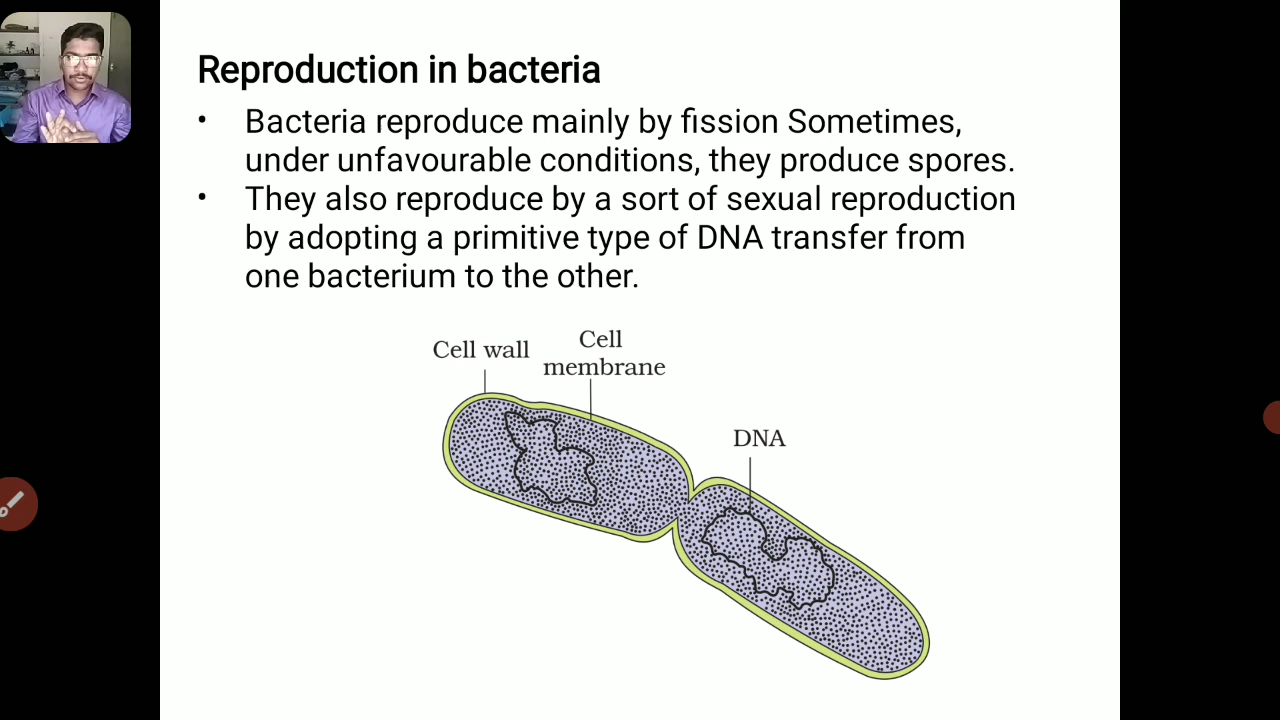 Reproduction in bacteria
• Bacteria reproduce mainly by fission Sometimes,
under unfavourable conditions, they produce spores.
• They also reproduce by a sort of sexual reproduction
by adopting a primitive type of DNA transfer from
one bacterium to the other.
Cell wall
Cell
membrane
DNA